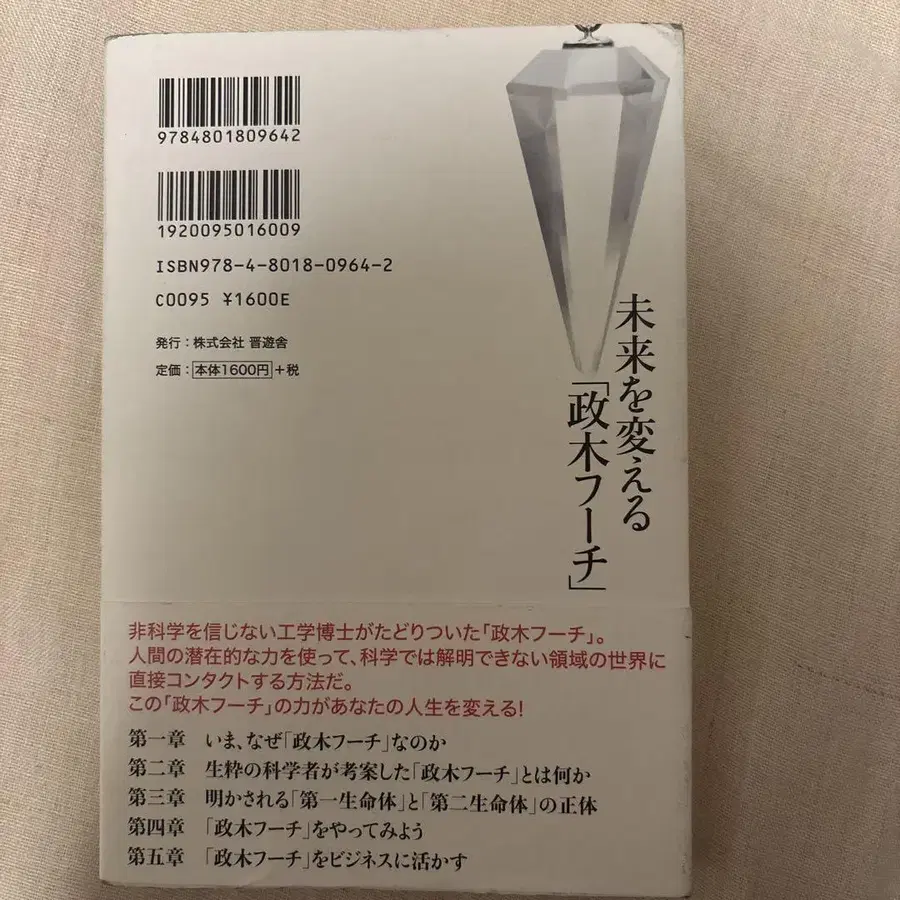 9784801809642
1920095016009
ISBN978-4-8018-0964-2
C0095 ¥1600E
発行：株式会社 晋遊舎
定価：本体1600円+税
未来を変える
「政木フーチ」
非科学を信じない工学博士がたどりついた「政木フーチ」。
人間の潜在的な力を使って、科学では解明できない領域の世界に
直接コンタクトする方法だ。
この「政木フーチ」の力があなたの人生を変える!
第一章 いま、なぜ「政木フーチ」なのか
第二章 生粋の科学者が考案した「政木フーチ」とは何か
第三章 明かされる「第一生命体」と「第二生命体」の正体
第四章 「政木フーチ」をやってみよう
第五章 「政木フーチ」をビジネスに活かす